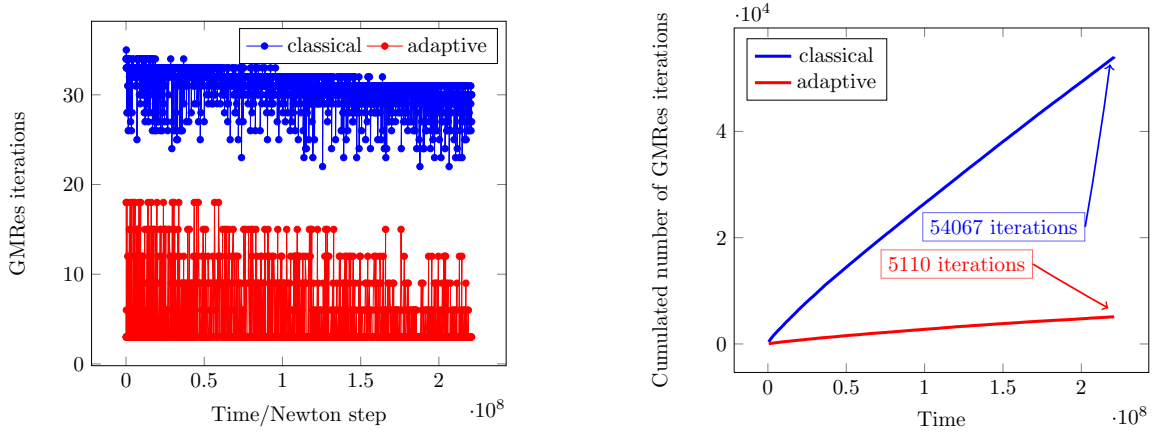 classical adaptive
30
20
10
0
0 0.5 1 1.5 2
·10^8
Time/Newton step
GMRes iterations
·10^4
classical
adaptive
4
2
0
54067 iterations
5110 iterations
0 0.5 1 1.5 2
·10^8
Time
Cumulated number of GMRes iterations